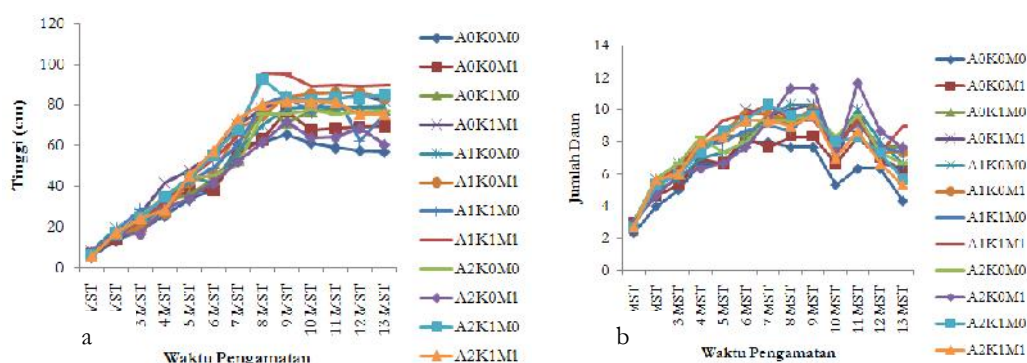 120
100
80
60
40
20
0
Tinggi (cm)
MST
MST
3 MST
4 MST
5 MST
6 MST
7 MST
8 MST
9 MST
10 MST
11 MST
12 MST
13 MST
a
Waktu Pengamatan
A0K0M0
A0K0M1
A0K1M0
A0K1M1
A1K0M0
A1K0M1
A1K1M0
A1K1M1
A2K0M0
A2K0M1
A2K1M0
A2K1M1
14
12
10
8
6
4
2
0
Jumlah Daun
MST
MST
3 MST
4 MST
5 MST
6 MST
7 MST
8 MST
9 MST
10 MST
11 MST
12 MST
13 MST
b
Waktu Pengamatan
A0K0M0
A0K0M1
A0K1M0
A0K1M1
A1K0M0
A1K0M1
A1K1M0
A1K1M1
A2K0M0
A2K0M1
A2K1M0
A2K1M1